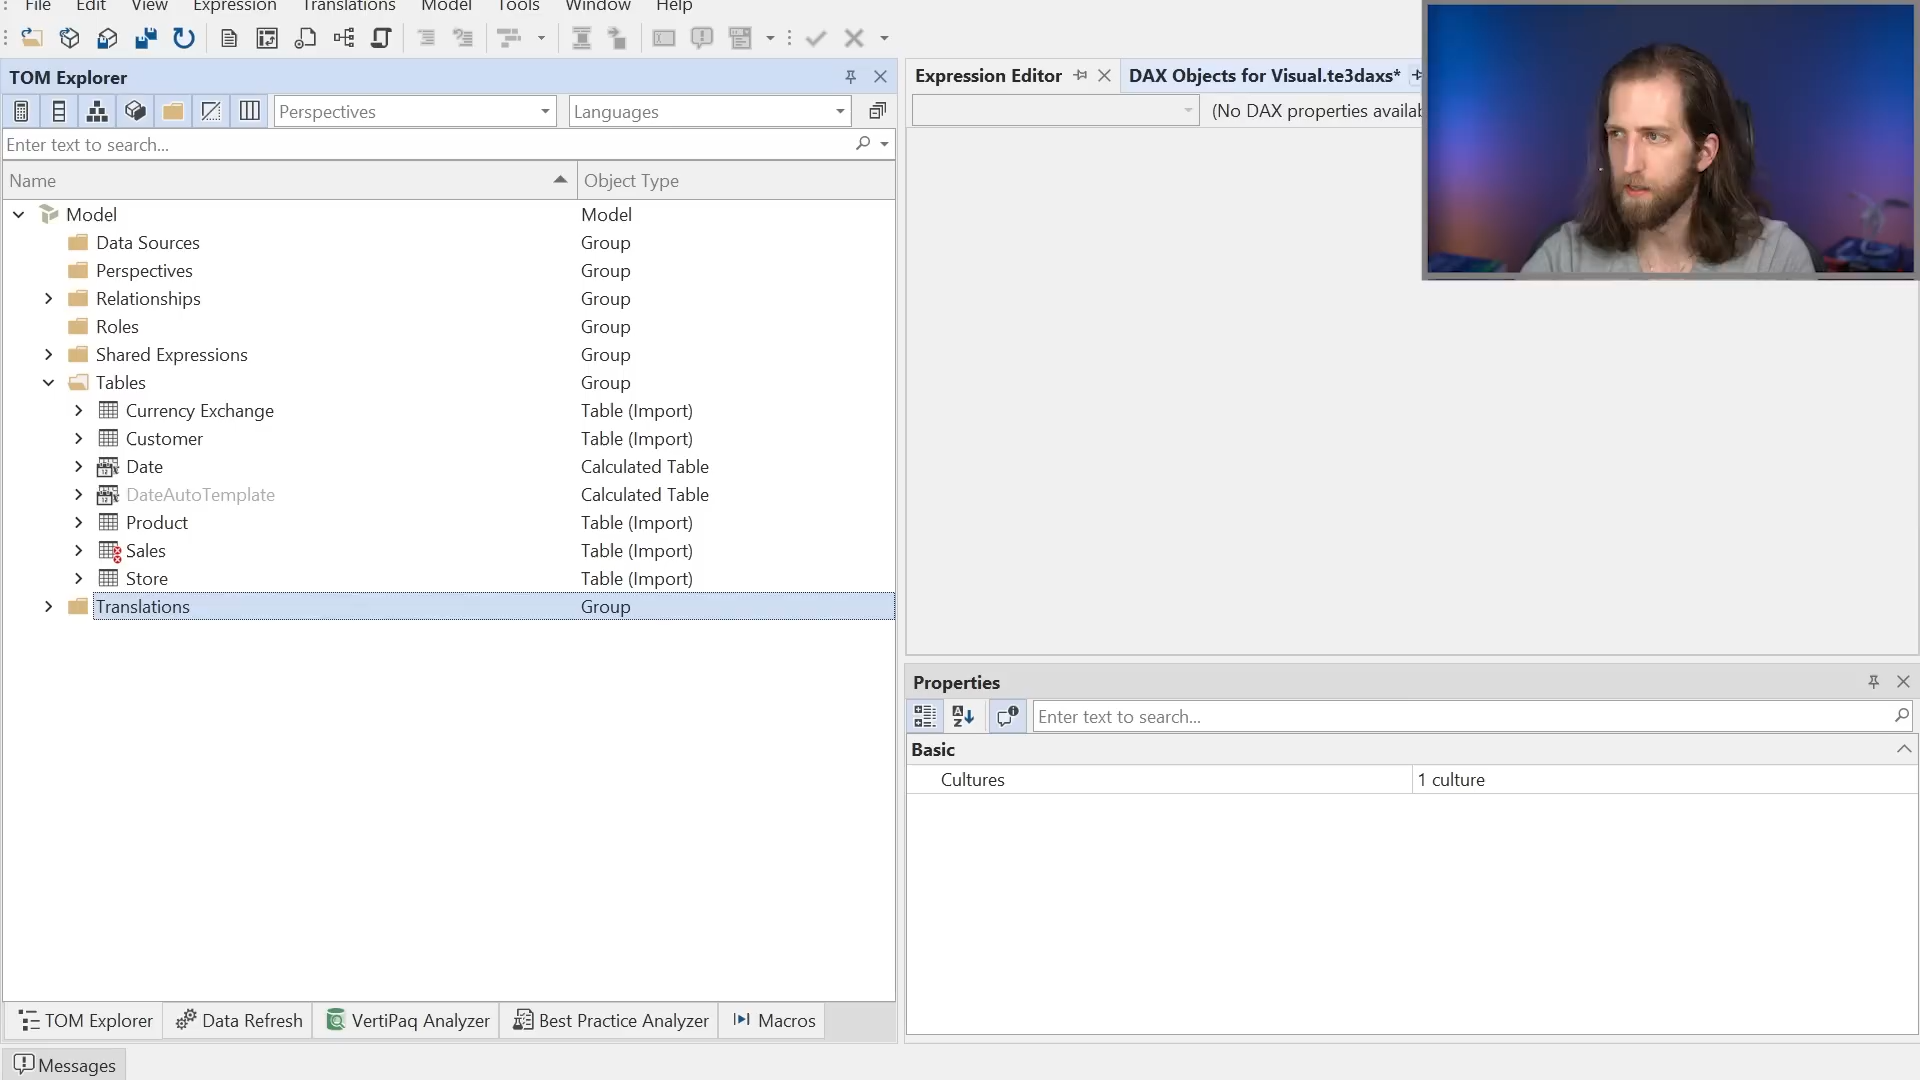 File Edit View Expression Translations Model Tools Window Help
TOM Explorer
Perspectives
Languages
Enter text to search...
Name Object Type
Model Model
Data Sources Group
Perspectives Group
Relationships Group
Roles Group
Shared Expressions Group
Tables Group
Currency Exchange Table (Import)
Customer Table (Import)
Date Calculated Table
DateAutoTemplate Calculated Table
Product Table (Import)
Sales Table (Import)
Store Table (Import)
Translations Group
TOM Explorer Data Refresh VertiPaq Analyzer Best Practice Analyzer Macros
Messages
Expression Editor DAX Objects for Visual.te3daxs*
(No DAX properties availab
Properties
Enter text to search...
Basic
Cultures 1 culture